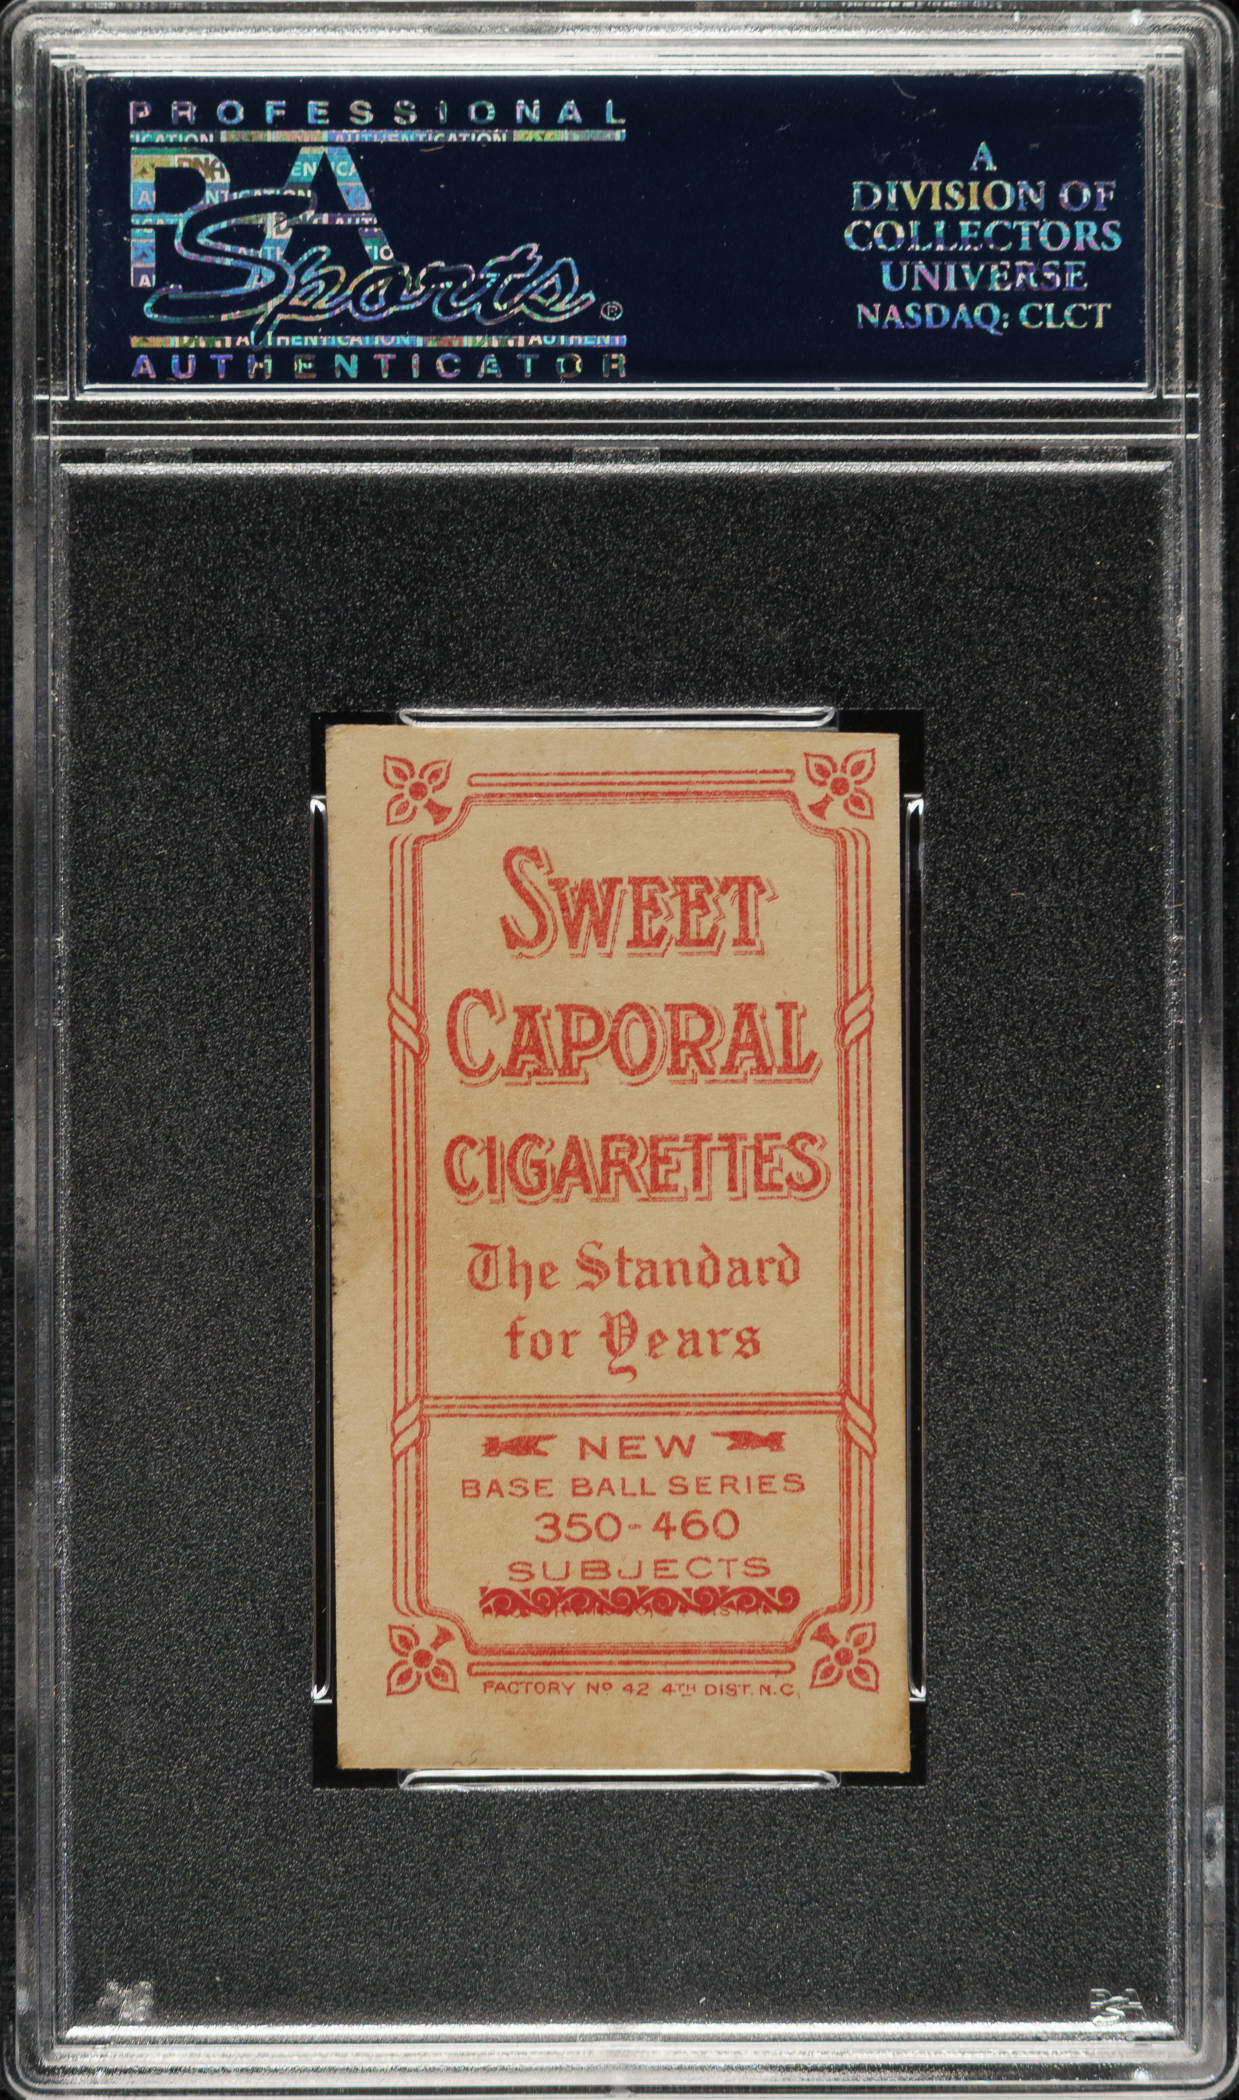 PROFESSIONAL
PSA
Sports®
AUTHENTICATOR
A
DIVISION OF
COLLECTORS
UNIVERSE
NASDAQ: CLCT
SWEET
CAPORAL
CIGARETTES
The Standard
for Years
NEW
BASE BALL SERIES
350-460
SUBJECTS
FACTORY Nº 42 4TH DIST. N.C.
PSA